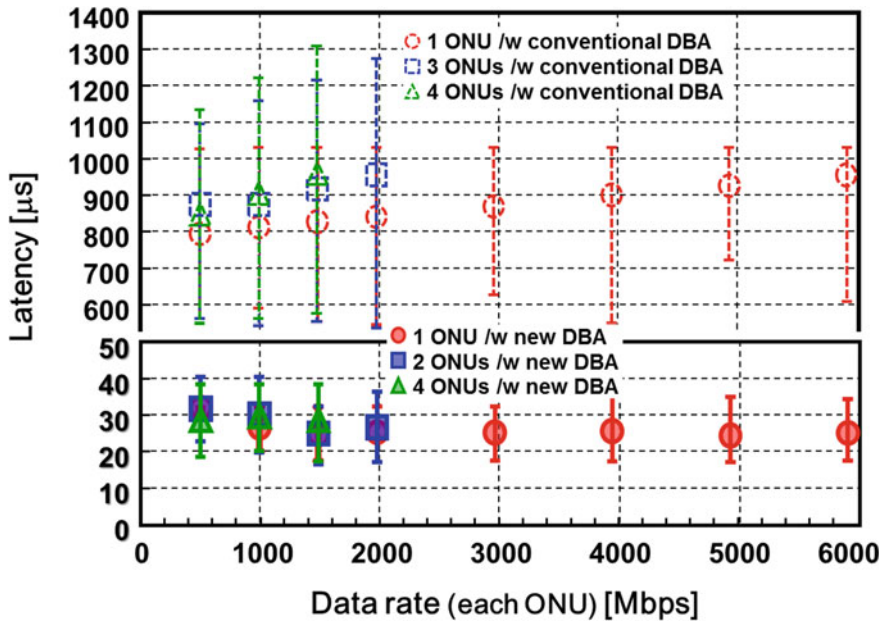 1400
1300
1200
1100
1000
900
800
700
600
50
40
30
20
10
0
Latency [μs]
1 ONU /w conventional DBA
3 ONUs /w conventional DBA
4 ONUs /w conventional DBA
1 ONU /w new DBA
2 ONUs /w new DBA
4 ONUs /w new DBA
0 1000 2000 3000 4000 5000 6000
Data rate (each ONU) [Mbps]